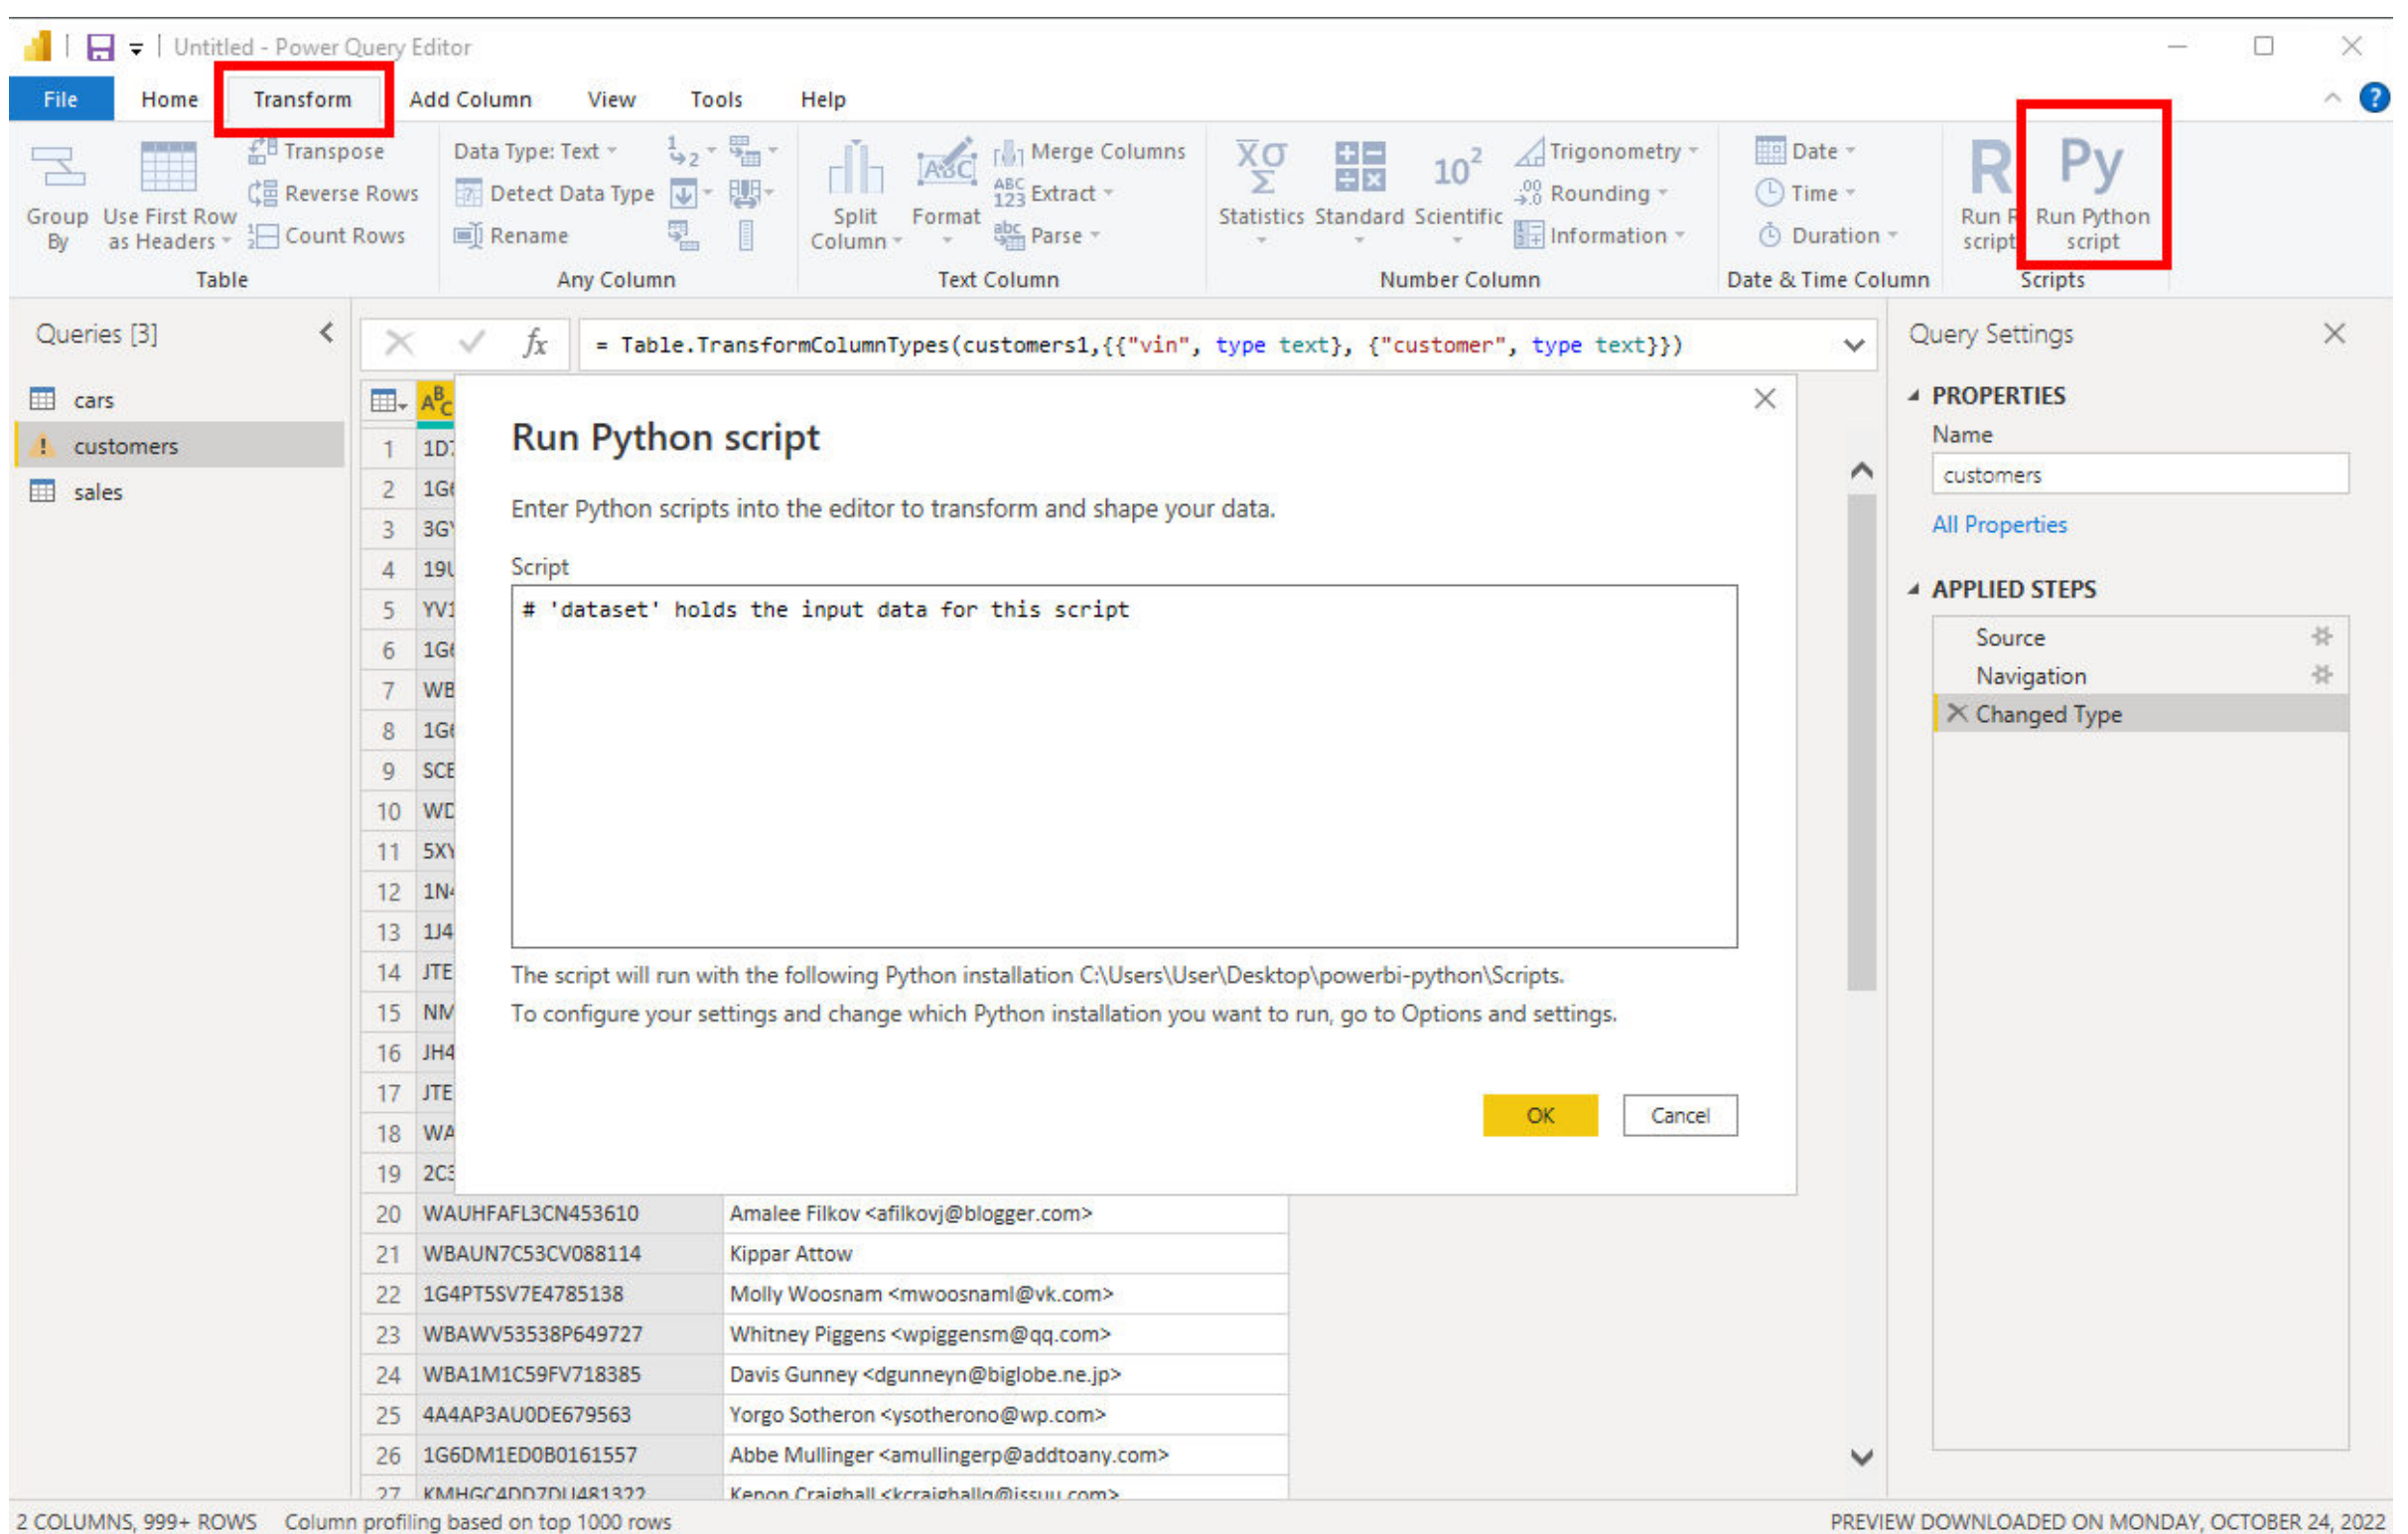 Untitled - Power Query Editor
File Home Transform Add Column View Tools Help
Group By
Use First Row as Headers
Transpose
Reverse Rows
Count Rows
Table
Data Type: Text
Detect Data Type
Rename
Any Column
Split Column
Format
Merge Columns
Extract
Parse
Text Column
Statistics
Standard
Scientific
Trigonometry
Rounding
Information
Number Column
Date
Time
Duration
Date & Time Column
R
Run R script
Py
Run Python script
Scripts
Queries [3]
cars
customers
sales
fx
= Table.TransformColumnTypes(customers1,{{"vin", type text}, {"customer", type text}})
Run Python script
Enter Python scripts into the editor to transform and shape your data.
Script
# 'dataset' holds the input data for this script
The script will run with the following Python installation C:\Users\User\Desktop\powerbi-python\Scripts.
To configure your settings and change which Python installation you want to run, go to Options and settings.
OK Cancel
1
2
3
4
5
6
7
8
9
10
11
12
13
14
15
16
17
18
19
20 WAUHFAFL3CN453610 Amalee Filkov <afilkovj@blogger.com>
21 WBAUN7C53CV088114 Kippar Attow
22 1G4PT5SV7E4785138 Molly Woosnam <mwoosnaml@vk.com>
23 WBAWV53538P649727 Whitney Piggens <wpiggensm@qq.com>
24 WBA1M1C59FV718385 Davis Gunney <dgunneyn@biglobe.ne.jp>
25 4A4AP3AU0DE679563 Yorgo Sotheron <ysotherono@wp.com>
26 1G6DM1ED0B0161557 Abbe Mullinger <amullingerp@addtoany.com>
27 KMHGC4DD7DU481322 Kenon Craighall <kcraighallq@issuu.com>
Query Settings
PROPERTIES
Name
customers
All Properties
APPLIED STEPS
Source
Navigation
Changed Type
2 COLUMNS, 999+ ROWS Column profiling based on top 1000 rows
PREVIEW DOWNLOADED ON MONDAY, OCTOBER 24, 2022